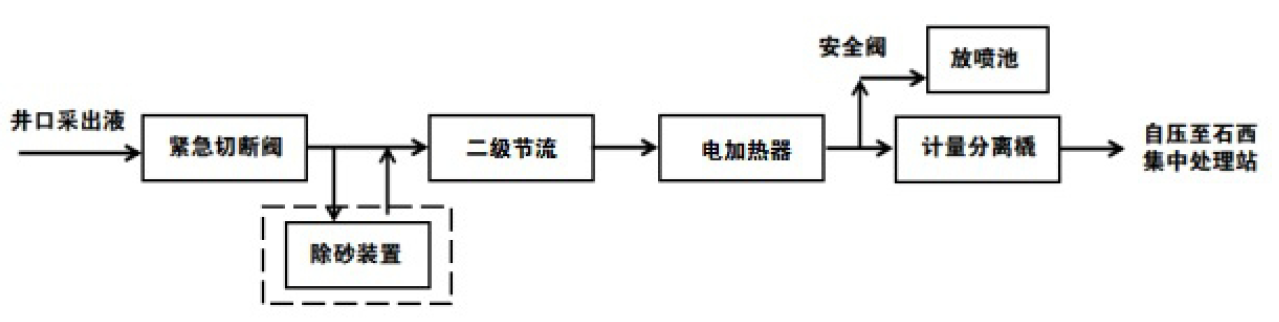 安全阀
放喷池
井口采出液
紧急切断阀
二级节流
电加热器
计量分离橇
自压至石西
集中处理站
除砂装置